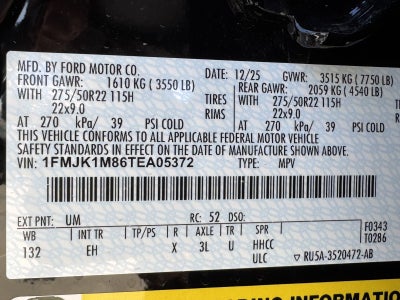 MFD. BY FORD MOTOR CO.
DATE: 12/25 GVWR: 3515 KG (7750 LB)
FRONT GAWR: 1610 KG (3550 LB) REAR GAWR: 2059 KG (4540 LB)
WITH 275/50R22 115H TIRES WITH 275/50R22 115H
22x9.0 RIMS 22x9.0
AT 270 kPa/ 39 PSI COLD AT 270 kPa/ 39 PSI COLD
THIS VEHICLE CONFORMS TO ALL APPLICABLE FEDERAL MOTOR VEHICLE
SAFETY STANDARDS IN EFFECT ON THE DATE OF MANUFACTURE SHOWN ABOVE.
VIN: 1FMJK1M86TEA05372 TYPE: MPV
EXT PNT: UM RC: 52 DSO: F0343
WB INT TR TP/PS R AXLE TR SPR T0286
132 EH X 3L U HHCC
ULC ▽ RU5A-3520472-AB